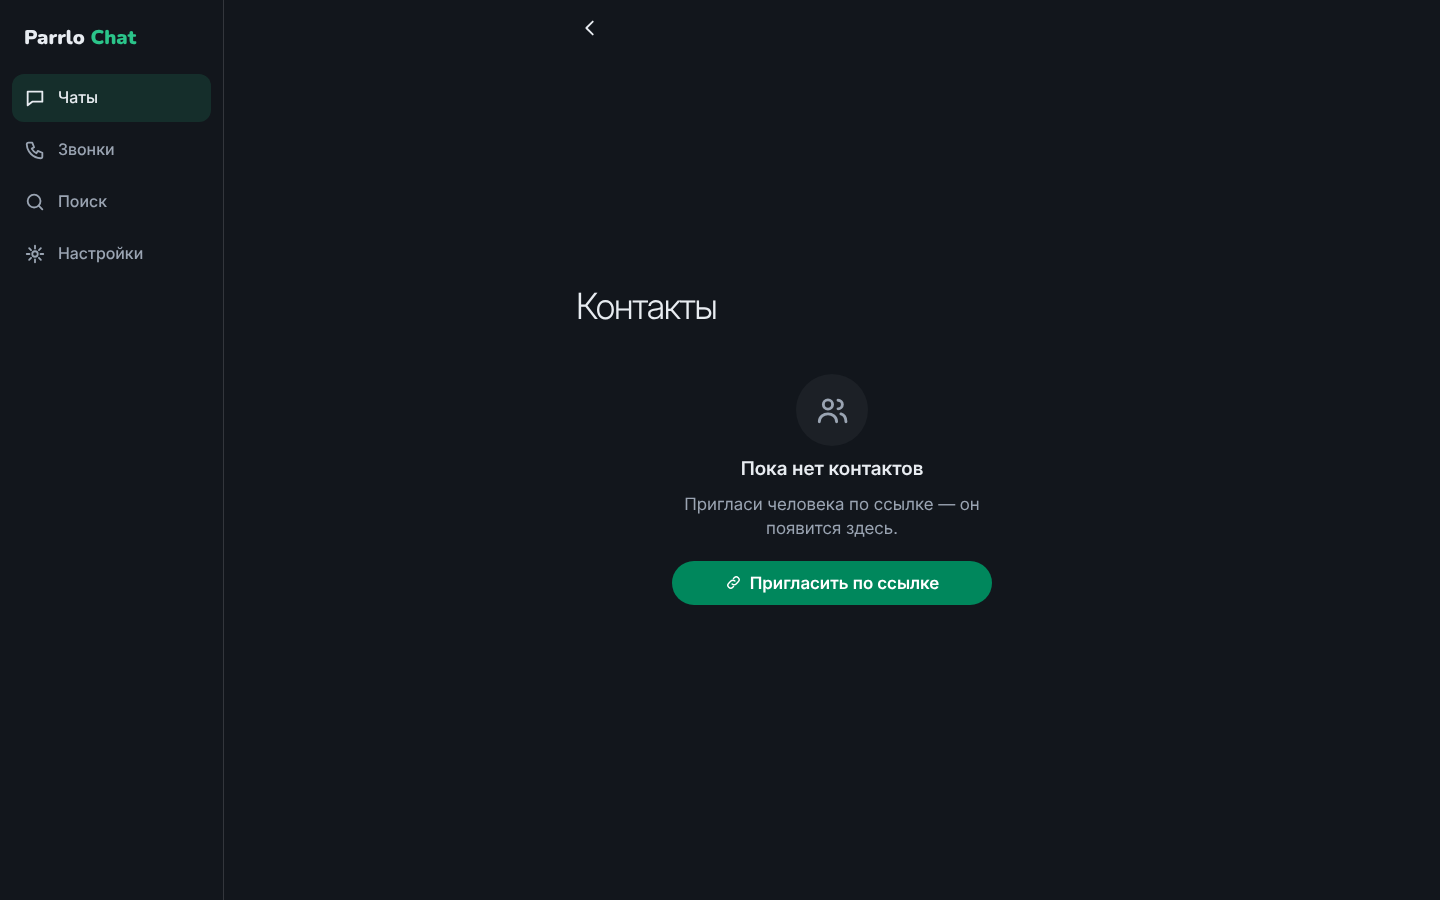 Parrlo Chat
Чаты
Звонки
Поиск
Настройки
Контакты
Пока нет контактов
Пригласи человека по ссылке — он
появится здесь.
Пригласить по ссылке